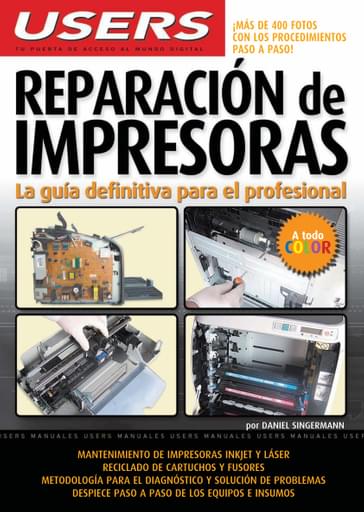 USERS
TU PUERTA DE ACCESO AL MUNDO DIGITAL
¡MÁS DE 400 FOTOS
CON LOS PROCEDIMIENTOS
PASO A PASO!
REPARACIÓN de
IMPRESORAS
La guía definitiva para el profesional
A todo
COLOR
por DANIEL SINGERMANN
USERS MANUALES USERS MANUALES USERS MANUALES USERS MANUALES USER
MANTENIMIENTO DE IMPRESORAS INKJET Y LÁSER
RECICLADO DE CARTUCHOS Y FUSORES
METODOLOGÍA PARA EL DIAGNÓSTICO Y SOLUCIÓN DE PROBLEMAS
DESPIECE PASO A PASO DE LOS EQUIPOS E INSUMOS